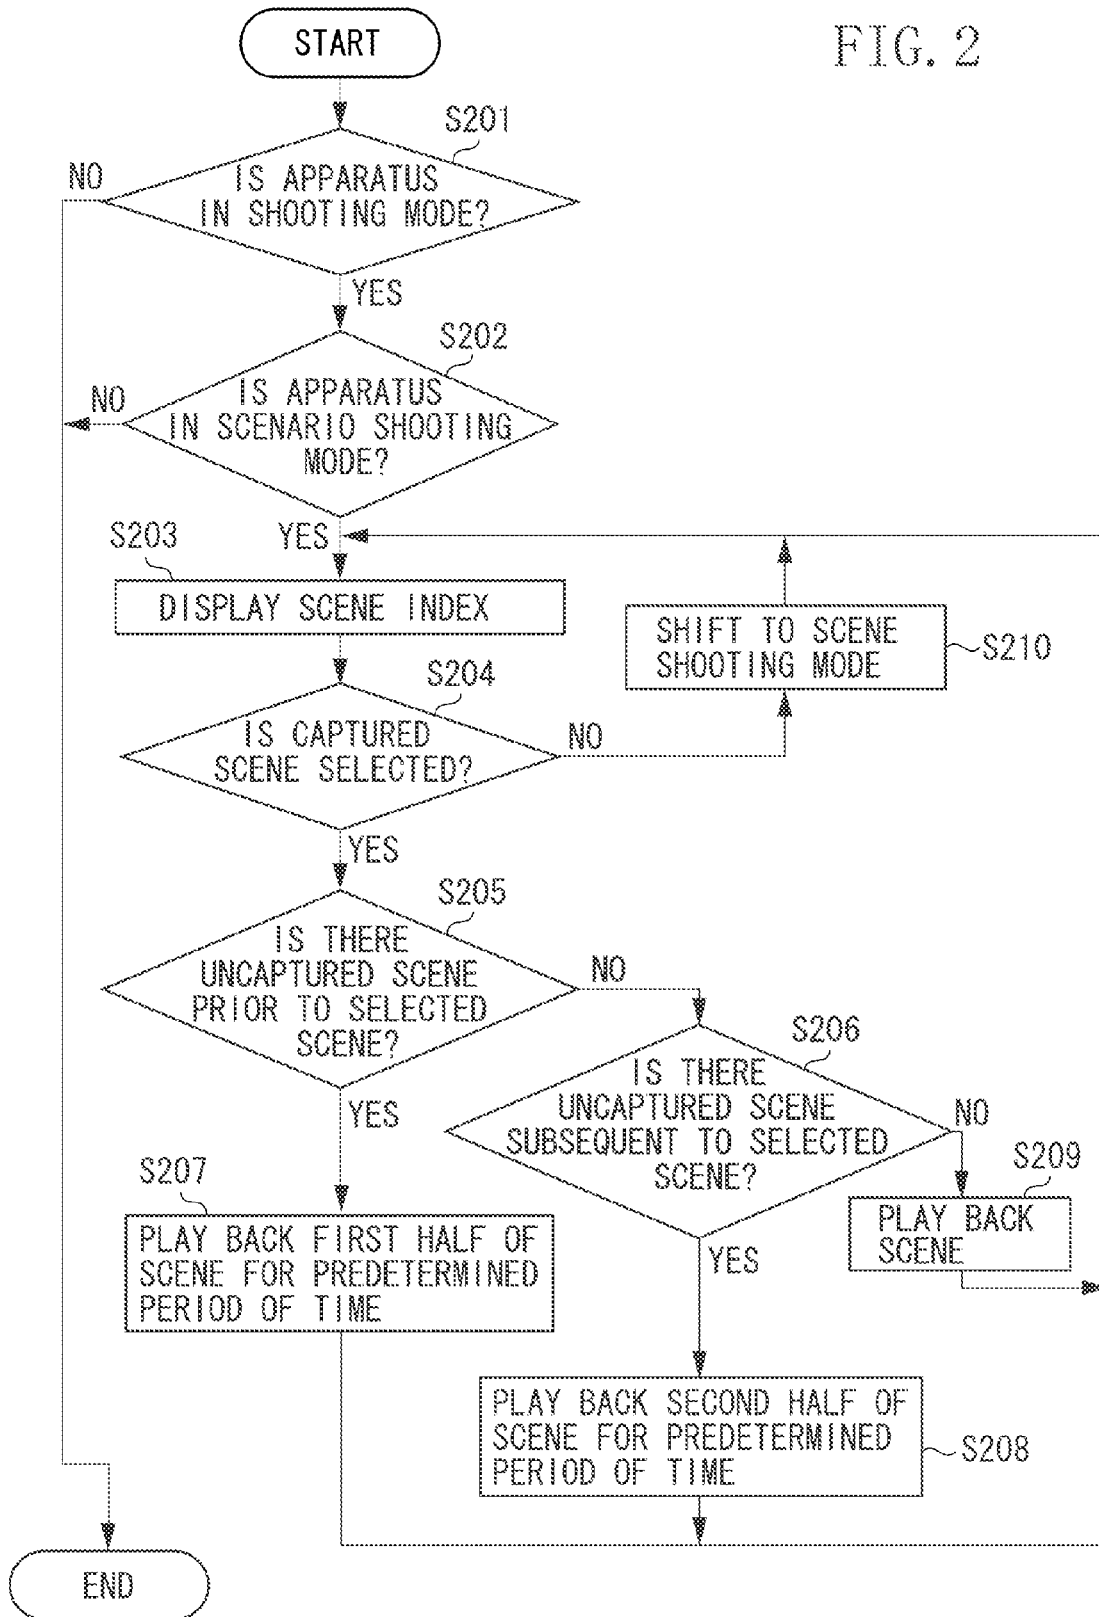 START
FIG. 2
S201
NO
IS APPARATUS
IN SHOOTING MODE?
YES
S202
NO
IS APPARATUS
IN SCENARIO SHOOTING
MODE?
YES
S203
DISPLAY SCENE INDEX
SHIFT TO SCENE
SHOOTING MODE
S210
S204
IS CAPTURED
SCENE SELECTED?
NO
YES
S205
IS THERE
UNCAPTURED SCENE
PRIOR TO SELECTED
SCENE?
NO
YES
S206
IS THERE
UNCAPTURED SCENE
SUBSEQUENT TO SELECTED
SCENE?
NO
YES
S209
PLAY BACK
SCENE
S207
PLAY BACK FIRST HALF OF
SCENE FOR PREDETERMINED
PERIOD OF TIME
PLAY BACK SECOND HALF OF
SCENE FOR PREDETERMINED
PERIOD OF TIME
S208
END